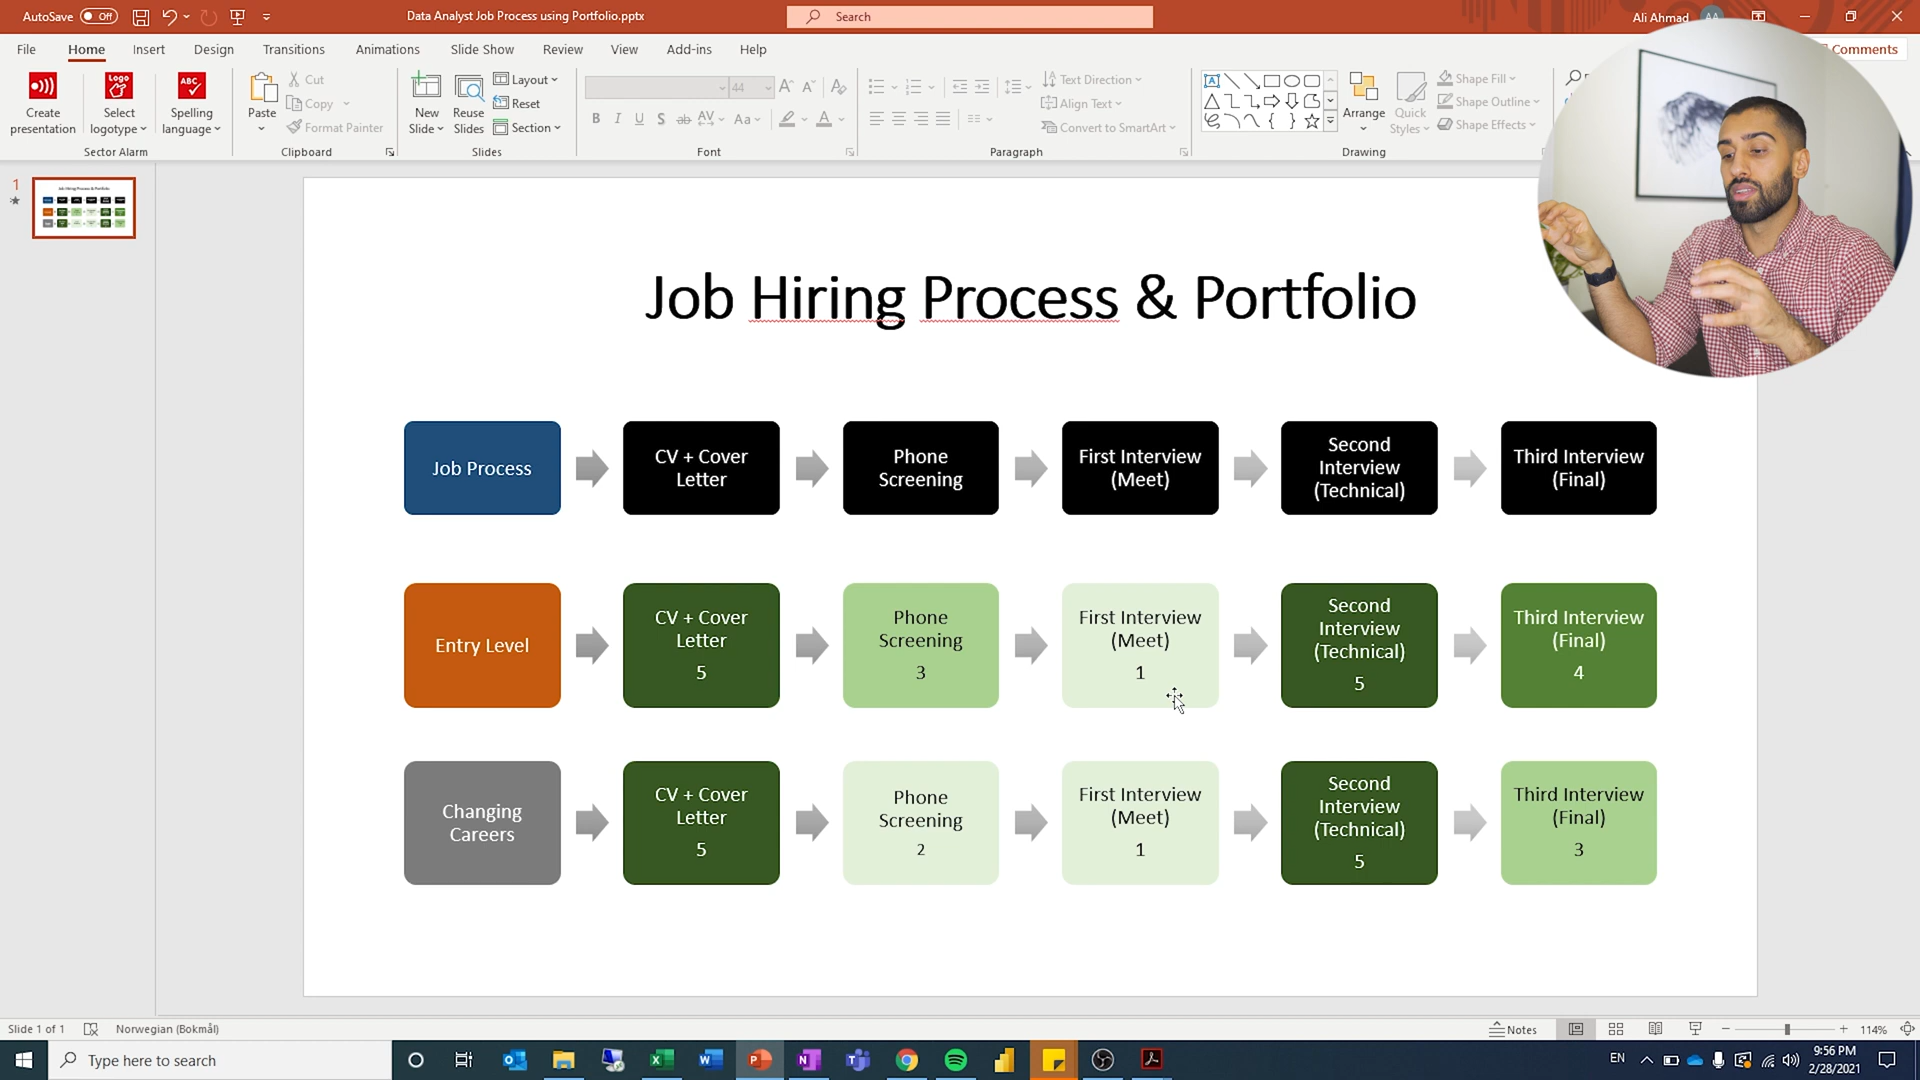 AutoSave Off
Data Analyst Job Process using Portfolio.pptx
Search
Ali Ahmad
AA
File Home Insert Design Transitions Animations Slide Show Review View Add-ins Help
Comments
Create presentation
Select logotype
Spelling language
Sector Alarm
Paste
Cut
Copy
Format Painter
Clipboard
New Slide
Reuse Slides
Layout
Reset
Section
Slides
44
Font
Text Direction
Align Text
Convert to SmartArt
Paragraph
Arrange
Quick Styles
Shape Fill
Shape Outline
Shape Effects
Drawing
1
Job Hiring Process & Portfolio
Job Process
CV + Cover
Letter
Phone
Screening
First Interview
(Meet)
Second
Interview
(Technical)
Third Interview
(Final)
Entry Level
CV + Cover
Letter
5
Phone
Screening
3
First Interview
(Meet)
1
Second
Interview
(Technical)
5
Third Interview
(Final)
4
Changing
Careers
CV + Cover
Letter
5
Phone
Screening
2
First Interview
(Meet)
1
Second
Interview
(Technical)
5
Third Interview
(Final)
3
Slide 1 of 1
Norwegian (Bokmål)
Notes
114%
Type here to search
EN
9:56 PM
2/28/2021